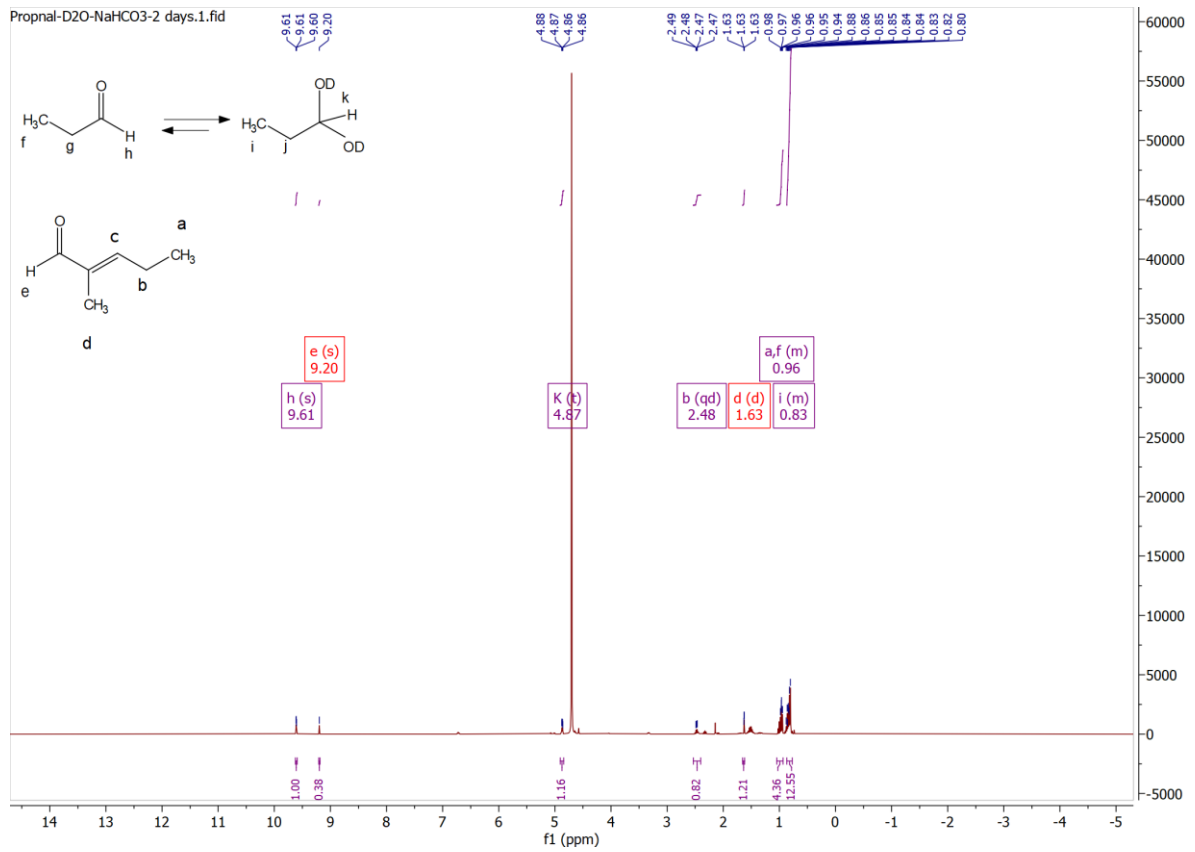 Propnal-D2O-NaHCO3-2 days.1.fid
9.61
9.61
9.60
9.20
4.88
4.87
4.86
4.86
2.49
2.48
2.47
2.47
1.63
1.63
1.63
0.98
0.97
0.96
0.96
0.95
0.94
0.88
0.86
0.85
0.85
0.84
0.84
0.83
0.82
0.80
O
H3C
H
f
g
h
OD
k
H
H3C
i
j
OD
O
H
e
c
a
CH3
b
CH3
d
e (s)
9.20
h (s)
9.61
K (t)
4.87
b (qd)
2.48
d (d)
1.63
a,f (m)
0.96
i (m)
0.83
60000
55000
50000
45000
40000
35000
30000
25000
20000
15000
10000
5000
0
-5000
1.00
0.38
1.16
0.82
1.21
4.36
12.55
14 13 12 11 10 9 8 7 6 5 4 3 2 1 0 -1 -2 -3 -4 -5
f1 (ppm)